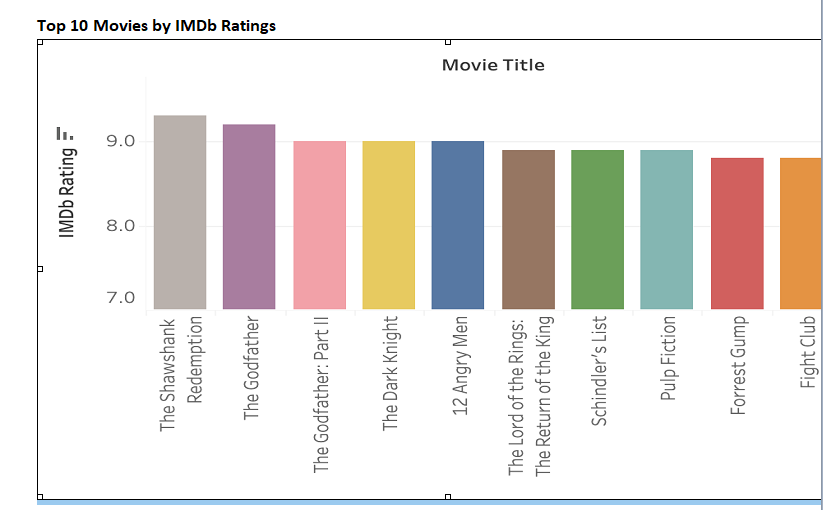 Top 10 Movies by IMDb Ratings
Movie Title
IMDb Rating
9.0
8.0
7.0
The Shawshank
Redemption
The Godfather
The Godfather: Part II
The Dark Knight
12 Angry Men
The Lord of the Rings:
The Return of the King
Schindler's List
Pulp Fiction
Forrest Gump
Fight Club